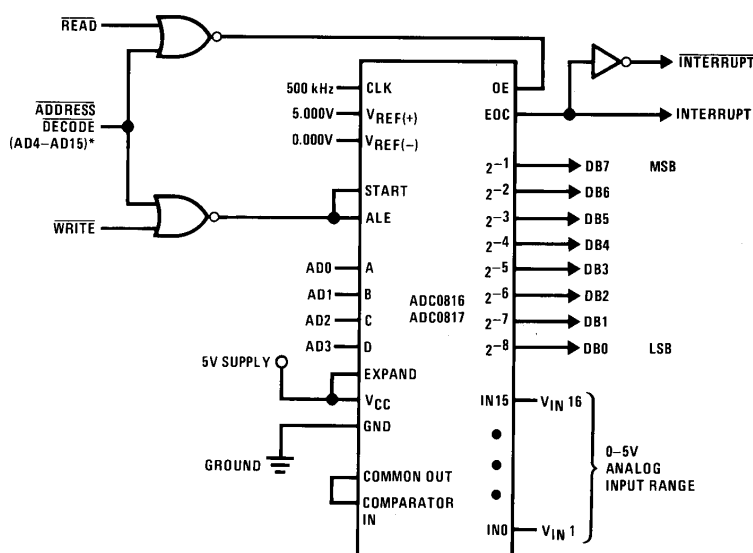 READ
ADDRESS
DECODE
(AD4–AD15)*
WRITE
500 kHz
CLK
5.000V
VREF(+)
0.000V
VREF(−)
START
ALE
AD0
A
AD1
B
AD2
C
AD3
D
5V SUPPLY
EXPAND
VCC
GND
GROUND
COMMON OUT
COMPARATOR
IN
ADC0816
ADC0817
OE
EOC
INTERRUPT
INTERRUPT
2−1 DB7 MSB
2−2 DB6
2−3 DB5
2−4 DB4
2−5 DB3
2−6 DB2
2−7 DB1
2−8 DB0 LSB
IN15 VIN 16
0–5V
ANALOG
INPUT RANGE
IN0 VIN 1